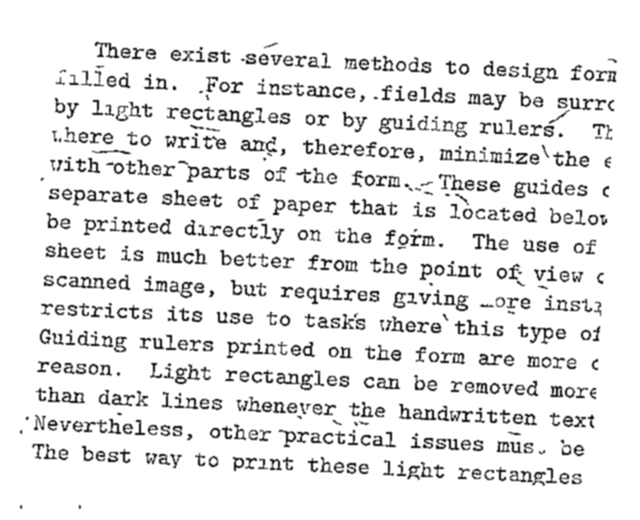 There exist several methods to design
filled in. For instance, fields may be
by light rectangles or by guiding rulers.
where to write and, therefore, minimize the
with other parts of the form. These guides
separate sheet of paper that is located
be printed directly on the form. The use of
sheet is much better from the point of view
scanned image, but requires giving more
restricts its use to tasks where this type of
Guiding rulers printed on the form are more
reason. Light rectangles can be removed more
than dark lines whenever the handwritten text
Nevertheless, other practical issues must be
The best way to print these light rectangles